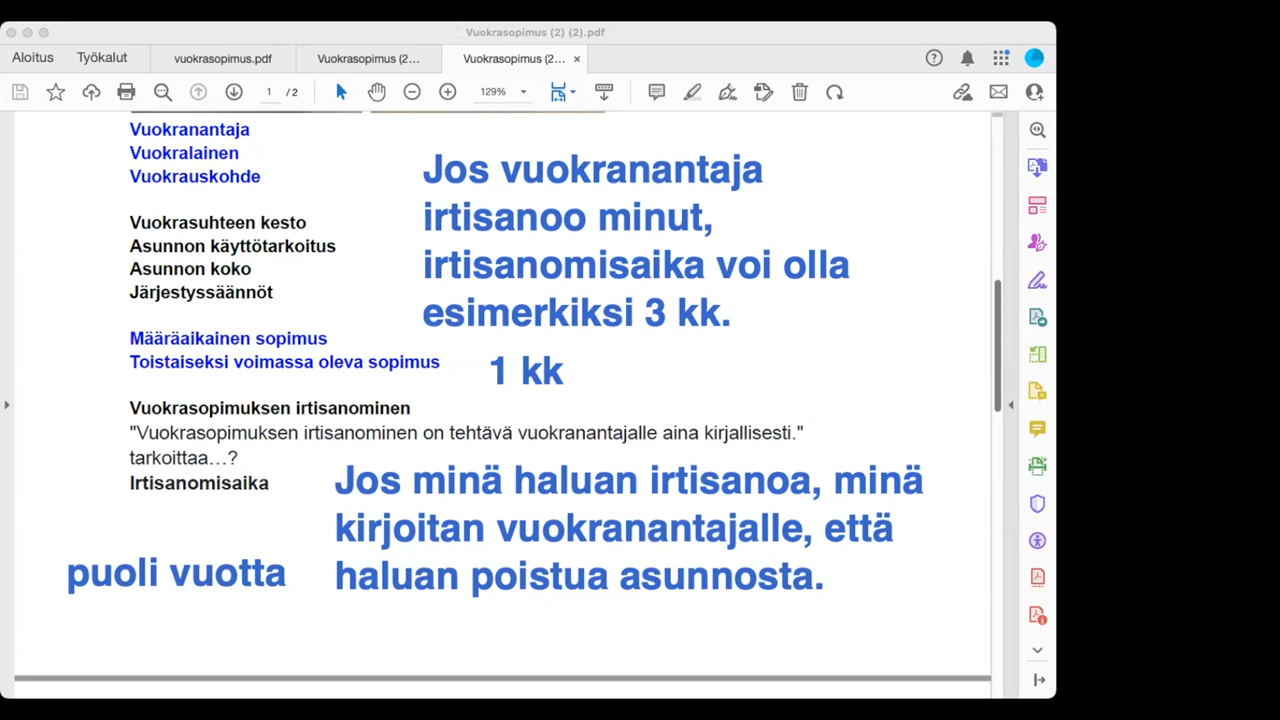 Vuokrasopimus (2) (2).pdf
Aloitus Työkalut vuokrasopimus.pdf Vuokrasopimus (2... Vuokrasopimus (2... ×
1 / 2 129%
Vuokranantaja
Vuokralainen
Vuokrauskohde
Jos vuokranantaja
irtisanoo minut,
irtisanomisaika voi olla
esimerkiksi 3 kk.
Vuokrasuhteen kesto
Asunnon käyttötarkoitus
Asunnon koko
Järjestyssäännöt
Määräaikainen sopimus
Toistaiseksi voimassa oleva sopimus
1 kk
Vuokrasopimuksen irtisanominen
"Vuokrasopimuksen irtisanominen on tehtävä vuokranantajalle aina kirjallisesti."
tarkoittaa…?
Irtisanomisaika
Jos minä haluan irtisanoa, minä
kirjoitan vuokranantajalle, että
haluan poistua asunnosta.
puoli vuotta